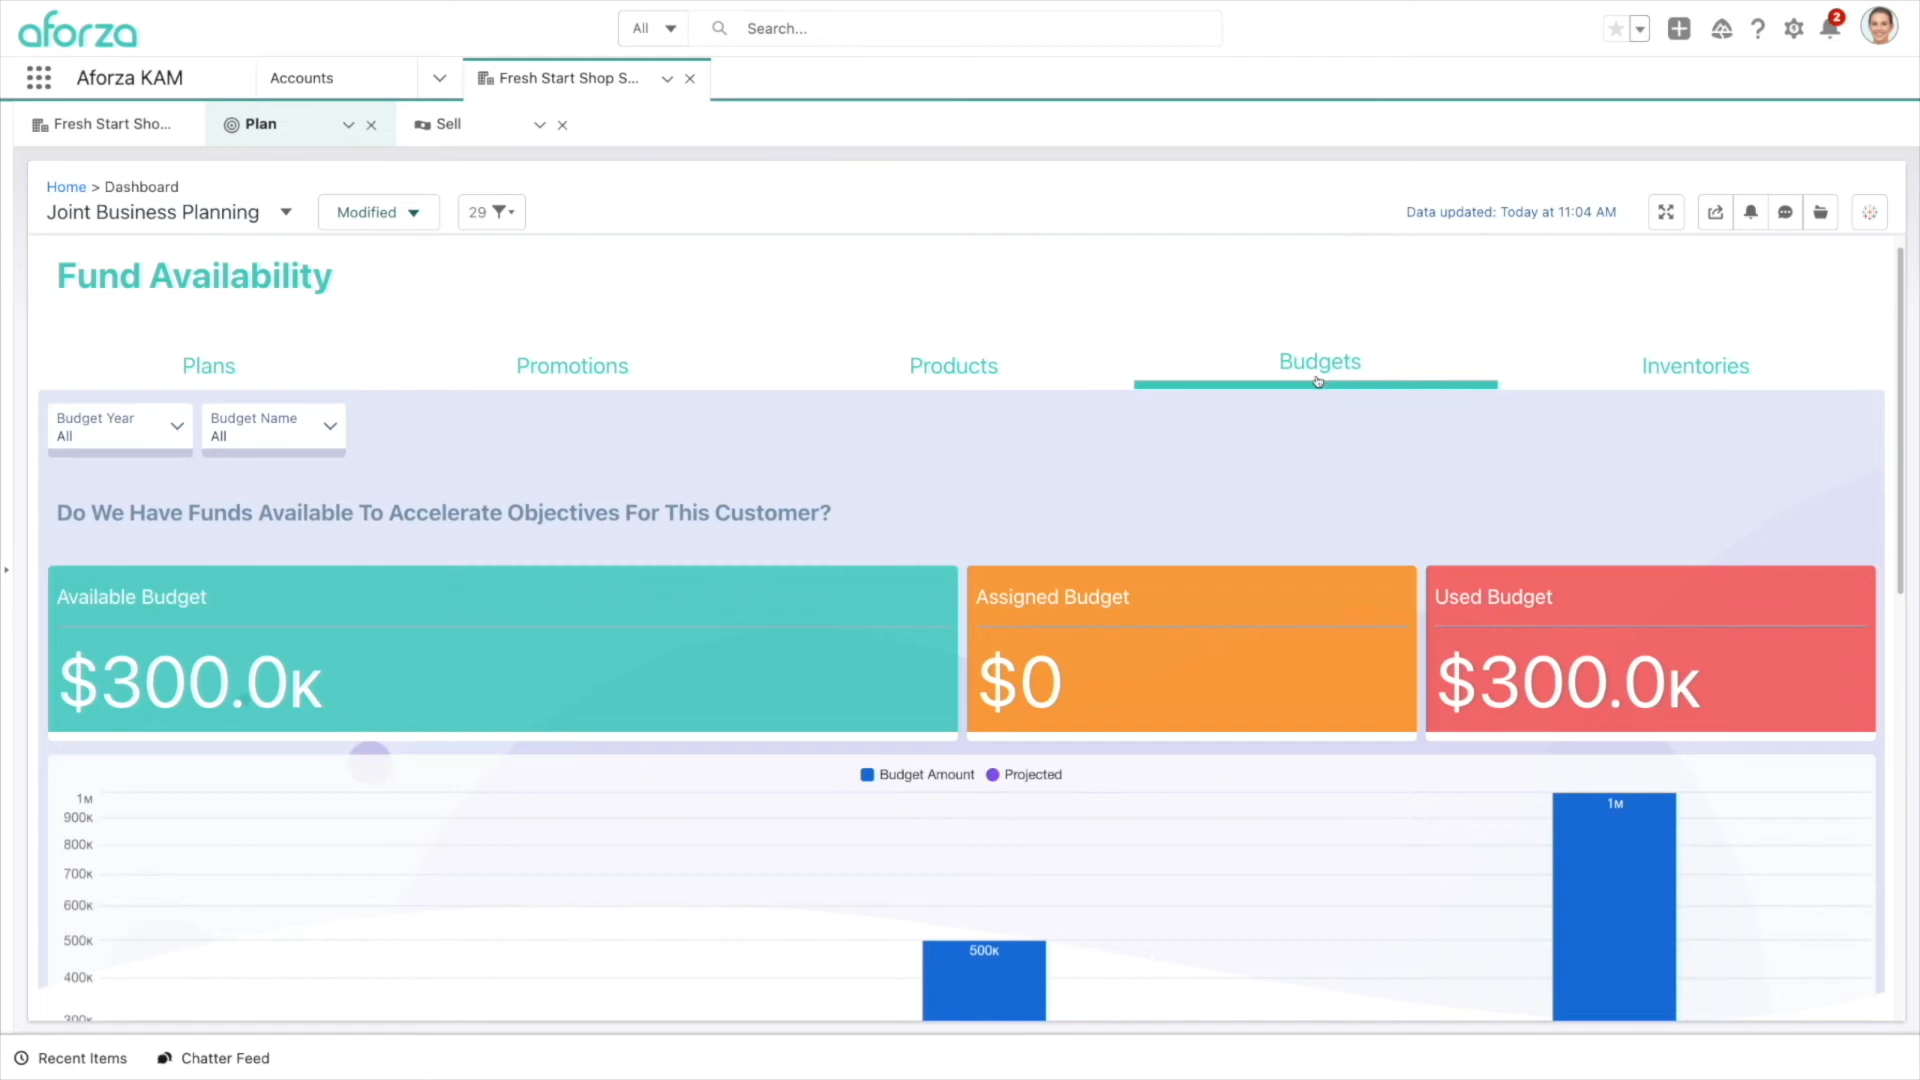 aforza
All
Search...
2
Aforza KAM
Accounts
Fresh Start Shop S...
Fresh Start Sho...
Plan
Sell
Home > Dashboard
Joint Business Planning
Modified
29
Data updated: Today at 11:04 AM
Fund Availability
Plans
Promotions
Products
Budgets
Inventories
Budget Year
All
Budget Name
All
Do We Have Funds Available To Accelerate Objectives For This Customer?
Available Budget
$300.0K
Assigned Budget
$0
Used Budget
$300.0K
Budget Amount
Projected
1M
900K
800K
700K
600K
500K
400K
300K
500K
1M
Recent Items
Chatter Feed